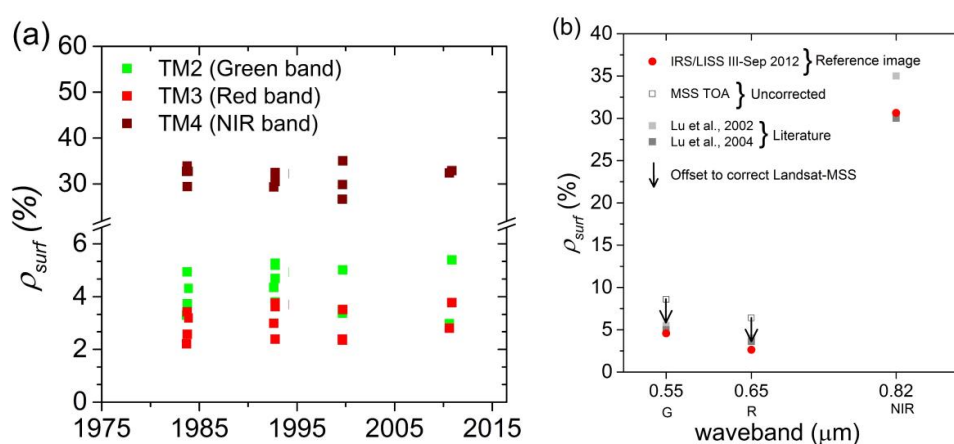 (a)
60
50
40
30
6
4
2
0
ρsurf (%)
TM2 (Green band)
TM3 (Red band)
TM4 (NIR band)
1975 1985 1995 2005 2015
(b)
40
35
30
25
20
15
10
5
0
ρsurf (%)
IRS/LISS III-Sep 2012 } Reference image
MSS TOA } Uncorrected
Lu et al., 2002
Lu et al., 2004 } Literature
Offset to correct Landsat-MSS
0.55 0.65 0.82
G R NIR
waveband (μm)